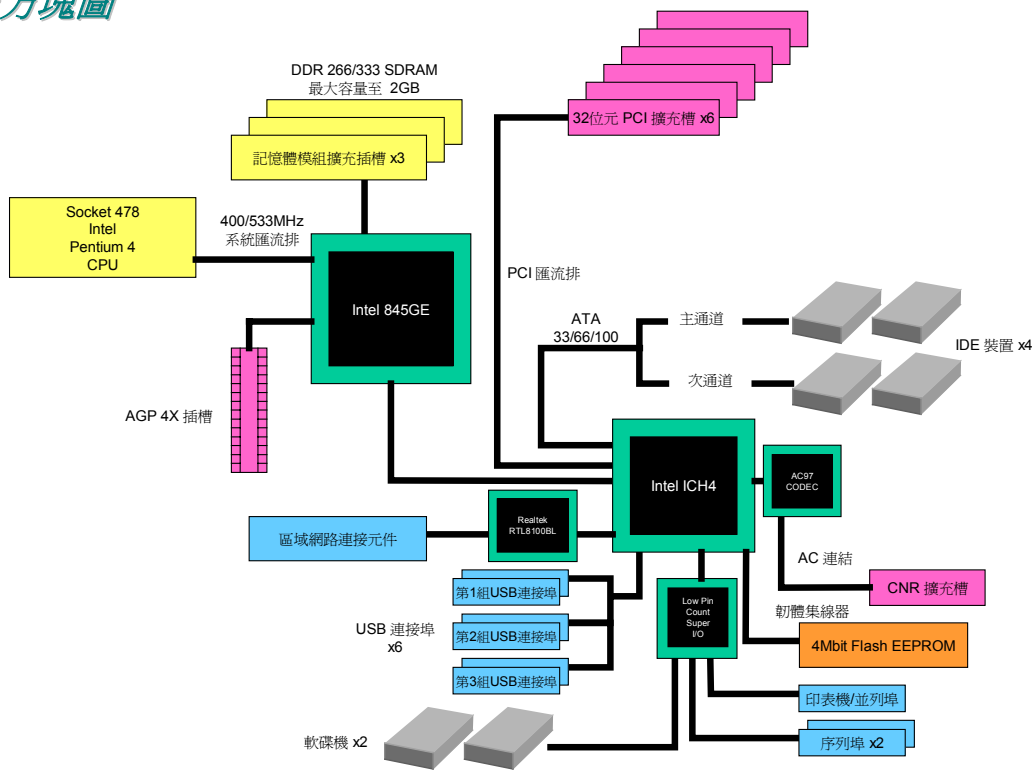 方塊圖
DDR 266/333 SDRAM
最大容量至 2GB
記憶體模組擴充插槽 x3
32位元 PCI 擴充槽 x6
Socket 478
Intel
Pentium 4
CPU
400/533MHz
系統匯流排
Intel 845GE
PCI 匯流排
ATA
33/66/100
主通道
次通道
IDE 裝置 x4
AGP 4X 插槽
Intel ICH4
AC97
CODEC
Realtek
RTL8100BL
區域網路連接元件
AC 連結
CNR 擴充槽
第1組USB連接埠
USB 連接埠
x6
第2組USB連接埠
第3組USB連接埠
Low Pin
Count
Super
I/O
韌體集線器
4Mbit Flash EEPROM
印表機/並列埠
序列埠 x2
軟碟機 x2